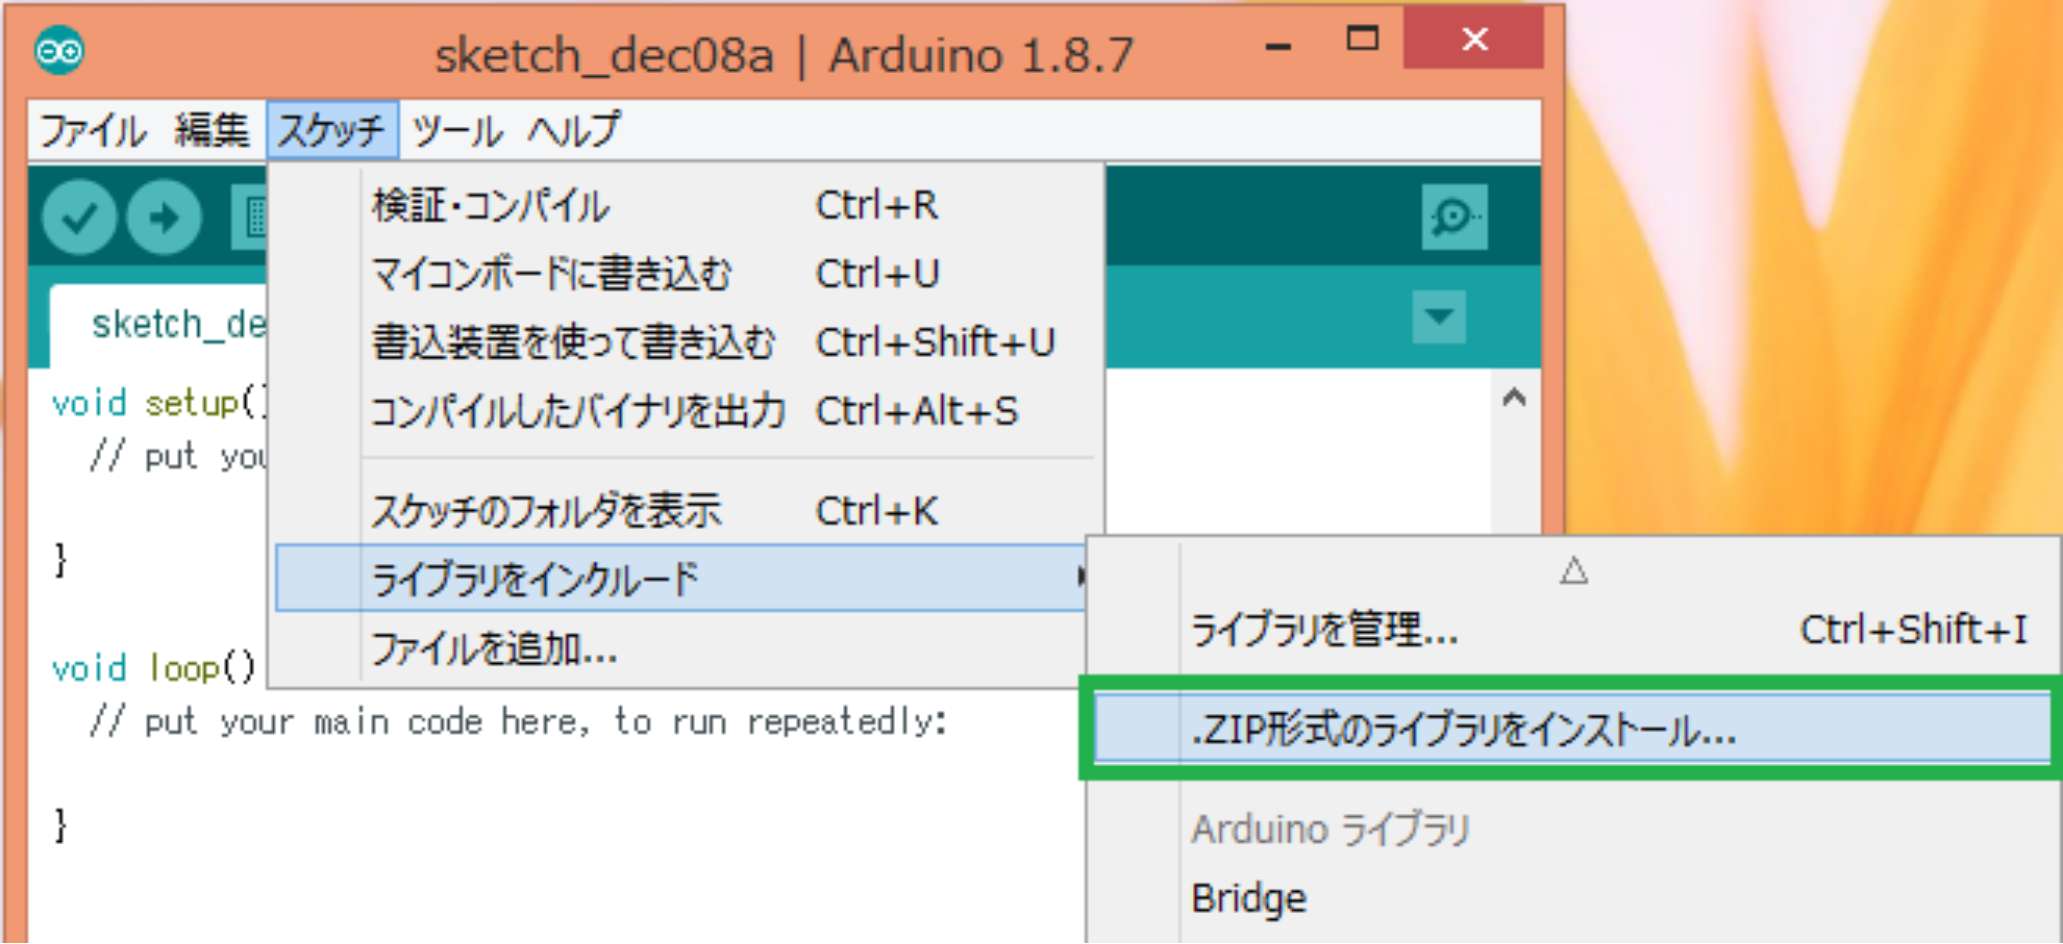 sketch_dec08a | Arduino 1.8.7
ファイル 編集 スケッチ ツール ヘルプ
検証・コンパイル Ctrl+R
マイコンボードに書き込む Ctrl+U
書込装置を使って書き込む Ctrl+Shift+U
コンパイルしたバイナリを出力 Ctrl+Alt+S
スケッチのフォルダを表示 Ctrl+K
ライブラリをインクルード
ファイルを追加...
ライブラリを管理... Ctrl+Shift+I
.ZIP形式のライブラリをインストール...
Arduino ライブラリ
Bridge
sketch_de
void setup()
// put you
}
void loop()
// put your main code here, to run repeatedly:
}